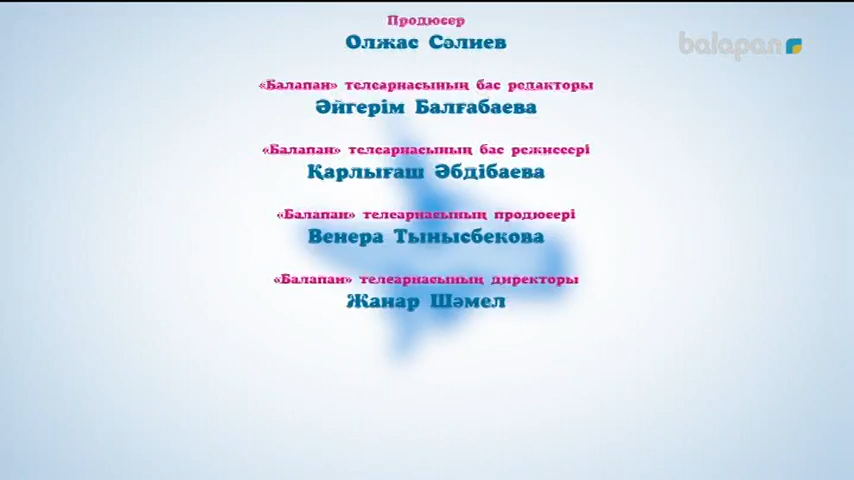 Продюсер
balapan
Олжас Сәлиев
«Балапан» телеарнасының бас редакторы
Әйгерім Балғабаева
«Балапан» телеарнасының бас режиссері
Қарлығаш Әбдібаева
«Балапан» телеарнасының продюсері
Венера Тынысбекова
«Балапан» телеарнасының директоры
Жанар Шәмел